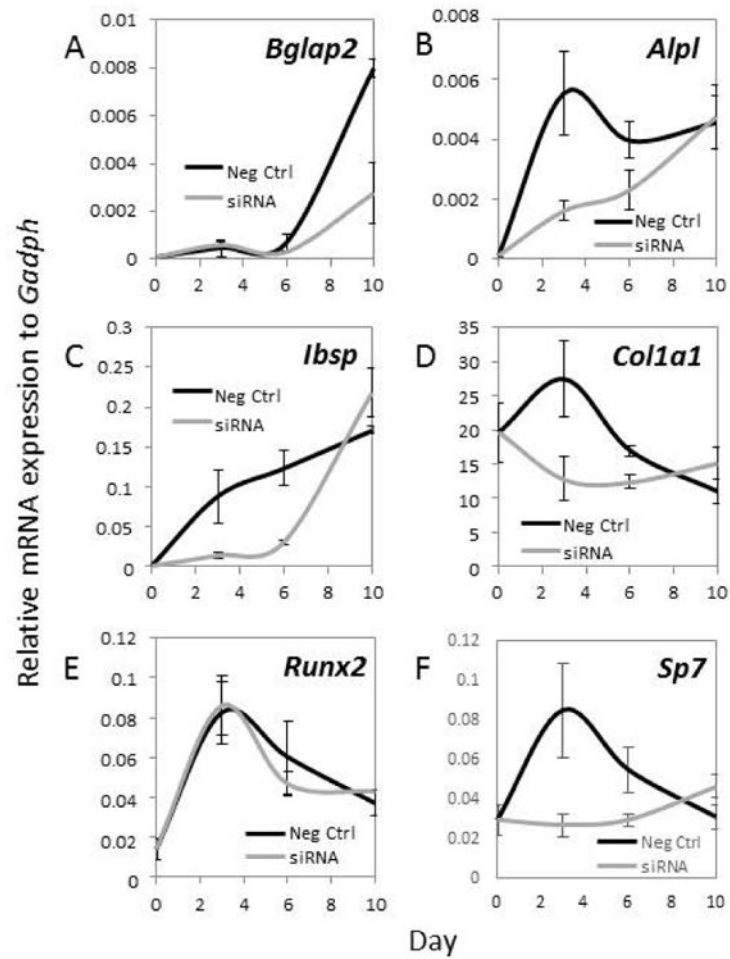 Relative mRNA expression to Gadph
A
Bglap2
0.01
0.008
0.006
0.004
0.002
0
Neg Ctrl
siRNA
0 2 4 6 8 10
B
Alpl
0.008
0.006
0.004
0.002
0
Neg Ctrl
siRNA
0 2 4 6 8 10
C
Ibsp
0.3
0.25
0.2
0.15
0.1
0.05
0
Neg Ctrl
siRNA
0 2 4 6 8 10
D
Col1a1
35
30
25
20
15
10
5
0
Neg Ctrl
siRNA
0 2 4 6 8 10
E
Runx2
0.12
0.1
0.08
0.06
0.04
0.02
0
Neg Ctrl
siRNA
0 2 4 6 8 10
F
Sp7
0.12
0.1
0.08
0.06
0.04
0.02
0
Neg Ctrl
siRNA
0 2 4 6 8 10
Day